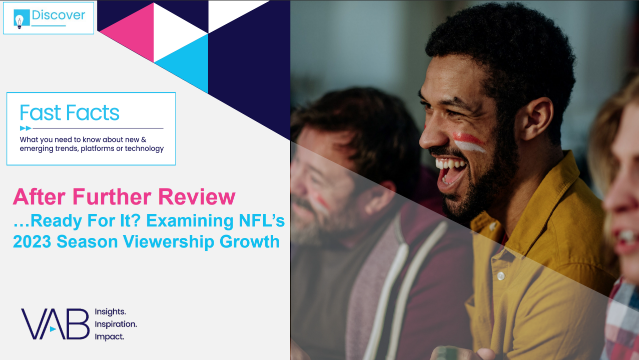 Discover
Fast Facts
What you need to know about new &
emerging trends, platforms or technology
After Further Review
…Ready For It? Examining NFL’s
2023 Season Viewership Growth
VAB
Insights.
Inspiration.
Impact.